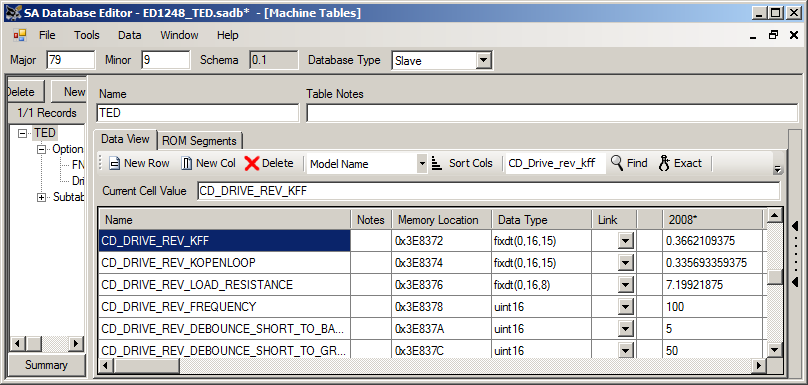 SA Database Editor - ED1248_TED.sadb* - [Machine Tables]
File Tools Data Window Help
Major 79 Minor 9 Schema 0.1 Database Type Slave
Delete New
1/1 Records
TED
Option
FN
Dri
Subtab
Summary
Name Table Notes
TED
Data View ROM Segments
New Row New Col Delete Model Name Sort Cols CD_Drive_rev_kff Find Exact
Current Cell Value CD_DRIVE_REV_KFF
Name Notes Memory Location Data Type Link 2008*
CD_DRIVE_REV_KFF 0x3E8372 fixdt(0,16,15) 0.3662109375
CD_DRIVE_REV_KOPENLOOP 0x3E8374 fixdt(0,16,15) 0.335693359375
CD_DRIVE_REV_LOAD_RESISTANCE 0x3E8376 fixdt(0,16,8) 7.19921875
CD_DRIVE_REV_FREQUENCY 0x3E8378 uint16 100
CD_DRIVE_REV_DEBOUNCE_SHORT_TO_BA... 0x3E837A uint16 5
CD_DRIVE_REV_DEBOUNCE_SHORT_TO_GR... 0x3E837C uint16 50